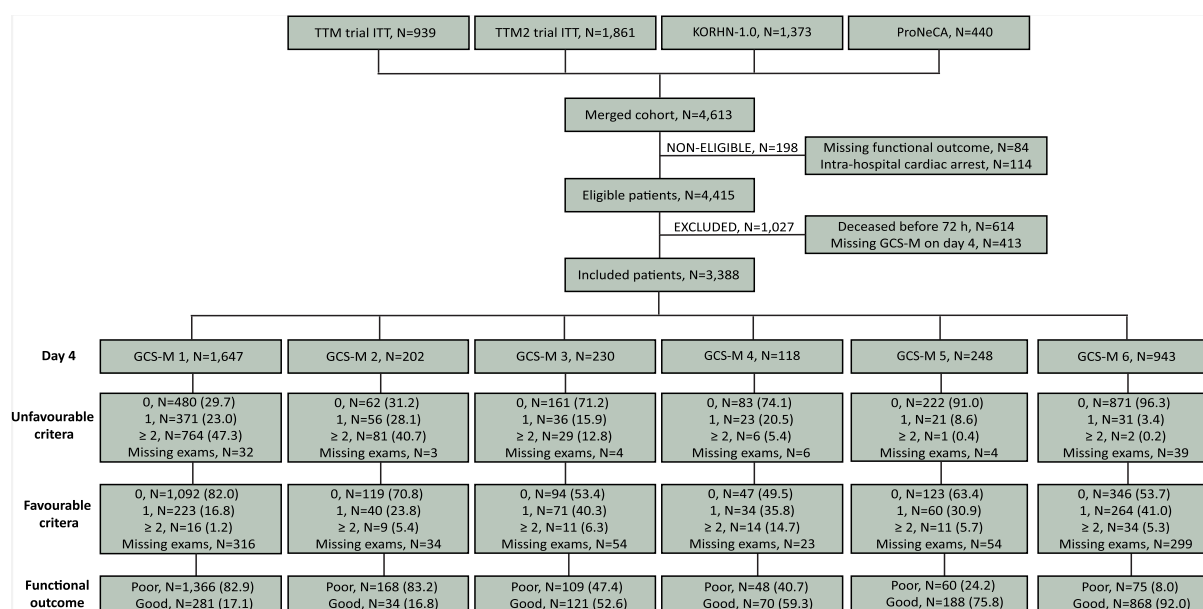 TTM trial ITT, N=939
TTM2 trial ITT, N=1,861
KORHN-1.0, N=1,373
ProNeCA, N=440
Merged cohort, N=4,613
NON-ELIGIBLE, N=198
Missing functional outcome, N=84
Intra-hospital cardiac arrest, N=114
Eligible patients, N=4,415
EXCLUDED, N=1,027
Deceased before 72 h, N=614
Missing GCS-M on day 4, N=413
Included patients, N=3,388
Day 4
GCS-M 1, N=1,647
GCS-M 2, N=202
GCS-M 3, N=230
GCS-M 4, N=118
GCS-M 5, N=248
GCS-M 6, N=943
Unfavourable
critera
0, N=480 (29.7)
1, N=371 (23.0)
≥ 2, N=764 (47.3)
Missing exams, N=32
0, N=62 (31.2)
1, N=56 (28.1)
≥ 2, N=81 (40.7)
Missing exams, N=3
0, N=161 (71.2)
1, N=36 (15.9)
≥ 2, N=29 (12.8)
Missing exams, N=4
0, N=83 (74.1)
1, N=23 (20.5)
≥ 2, N=6 (5.4)
Missing exams, N=6
0, N=222 (91.0)
1, N=21 (8.6)
≥ 2, N=1 (0.4)
Missing exams, N=4
0, N=871 (96.3)
1, N=31 (3.4)
≥ 2, N=2 (0.2)
Missing exams, N=39
Favourable
critera
0, N=1,092 (82.0)
1, N=223 (16.8)
≥ 2, N=16 (1.2)
Missing exams, N=316
0, N=119 (70.8)
1, N=40 (23.8)
≥ 2, N=9 (5.4)
Missing exams, N=34
0, N=94 (53.4)
1, N=71 (40.3)
≥ 2, N=11 (6.3)
Missing exams, N=54
0, N=47 (49.5)
1, N=34 (35.8)
≥ 2, N=14 (14.7)
Missing exams, N=23
0, N=123 (63.4)
1, N=60 (30.9)
≥ 2, N=11 (5.7)
Missing exams, N=54
0, N=346 (53.7)
1, N=264 (41.0)
≥ 2, N=34 (5.3)
Missing exams, N=299
Functional
outcome
Poor, N=1,366 (82.9)
Good, N=281 (17.1)
Poor, N=168 (83.2)
Good, N=34 (16.8)
Poor, N=109 (47.4)
Good, N=121 (52.6)
Poor, N=48 (40.7)
Good, N=70 (59.3)
Poor, N=60 (24.2)
Good, N=188 (75.8)
Poor, N=75 (8.0)
Good, N=868 (92.0)